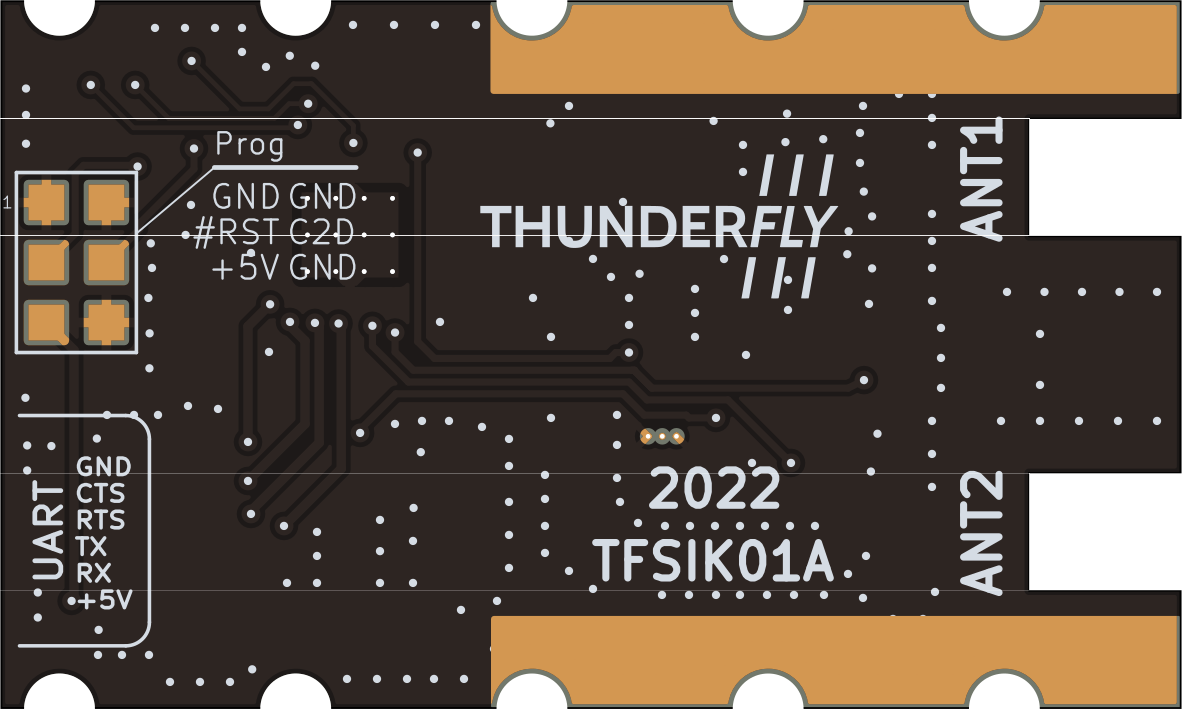 Prog
1
GND GND
#RST C2D
+5V GND
THUNDERFLY
ANT1
UART
GND
CTS
RTS
TX
RX
+5V
2022
TFSIK01A
ANT2